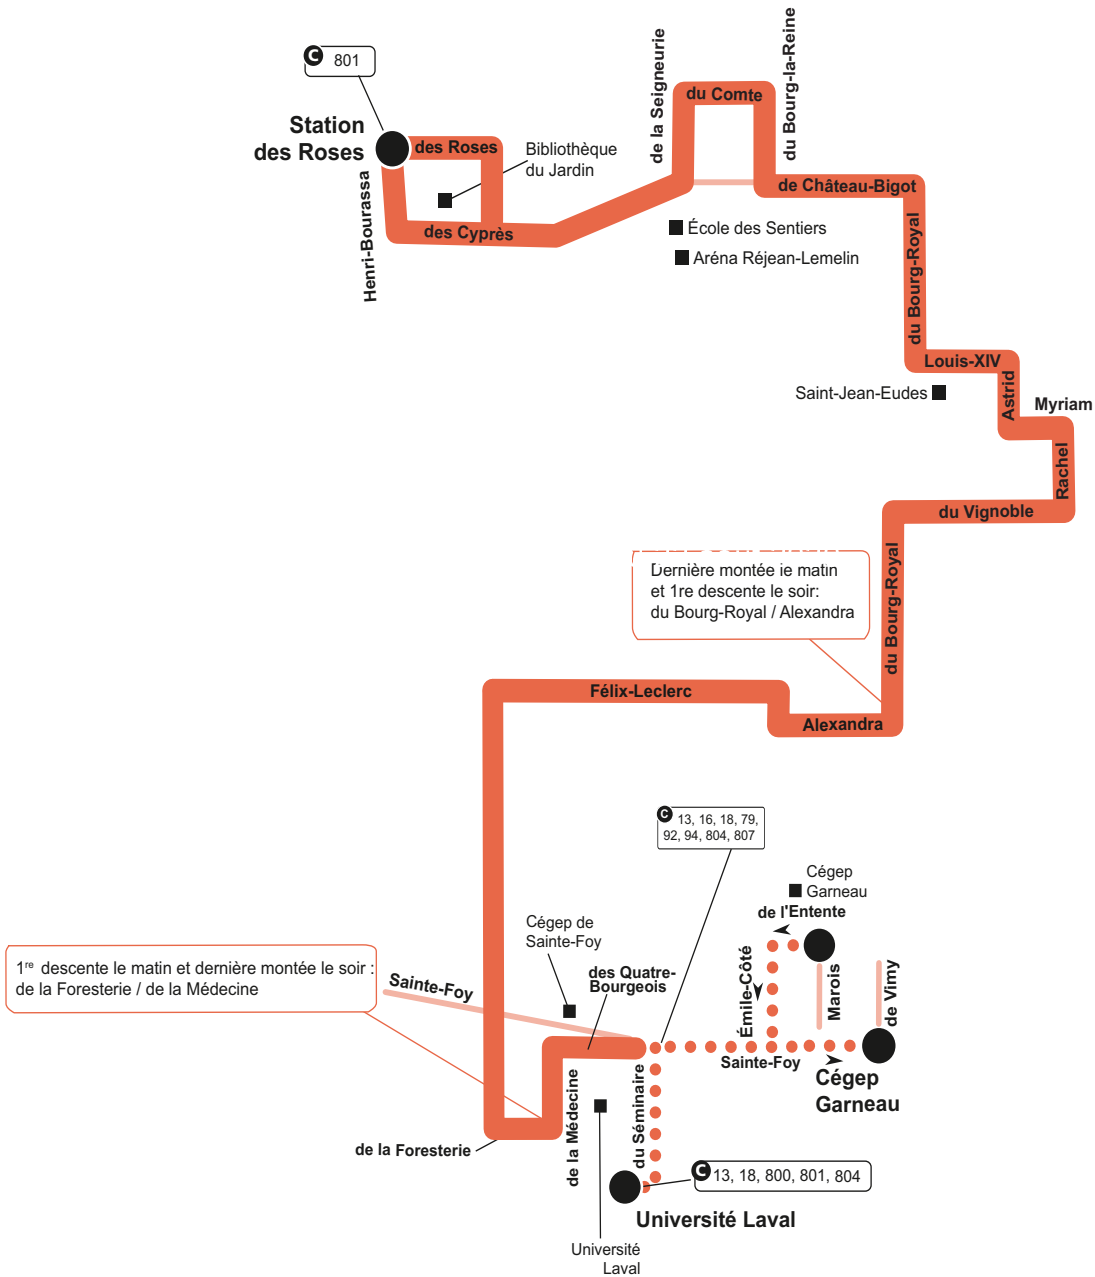 C 801
Station
des Roses
des Roses
Henri-Bourassa
Bibliothèque
du Jardin
des Cyprès
de la Seigneurie
du Comte
du Bourg-la-Reine
de Château-Bigot
École des Sentiers
Aréna Réjean-Lemelin
du Bourg-Royal
Louis-XIV
Saint-Jean-Eudes
Astrid
Myriam
Rachel
du Vignoble
Dernière montée le matin
et 1re descente le soir:
du Bourg-Royal / Alexandra
du Bourg-Royal
Félix-Leclerc
Alexandra
C 13, 16, 18, 79,
92, 94, 804, 807
Cégep
Garneau
de l'Entente
Cégep de
Sainte-Foy
des Quatre-
Bourgeois
Émile-Côté
Marois
de Vimy
1re descente le matin et dernière montée le soir :
de la Foresterie / de la Médecine
Sainte-Foy
Sainte-Foy
Cégep
Garneau
de la Foresterie
de la Médecine
du Séminaire
C 13, 18, 800, 801, 804
Université Laval
Université
Laval